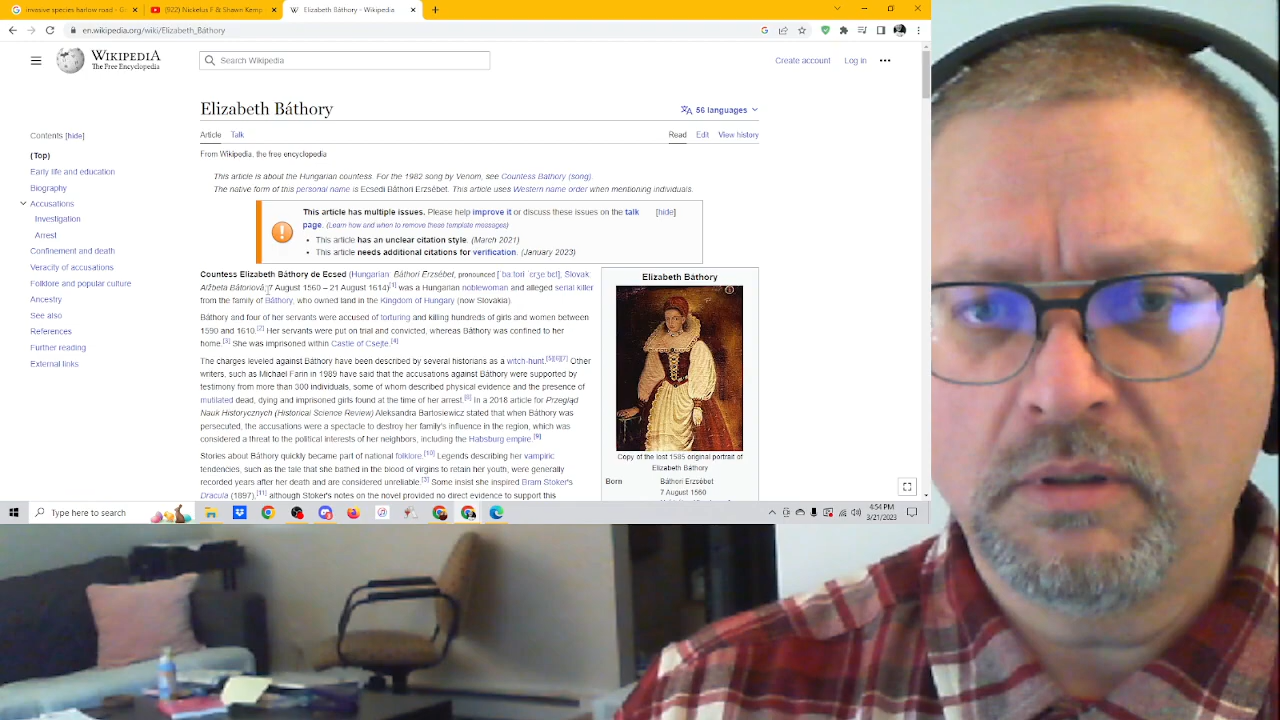 invasive species harlow road - G
(922) Nickelus F & Shawn Kemp
Elizabeth Báthory - Wikipedia
en.wikipedia.org/wiki/Elizabeth_Bathory
WIKIPEDIA
The Free Encyclopedia
Search Wikipedia
Create account
Log in
Elizabeth Báthory
56 languages
Contents [hide]
Article
Talk
Read
Edit
View history
(Top)
From Wikipedia, the free encyclopedia
Early life and education
This article is about the Hungarian countess. For the 1982 song by Venom, see Countess Bathory (song).
Biography
The native form of this personal name is Ecsedi Báthori Erzsébet. This article uses Western name order when mentioning individuals.
Accusations
This article has multiple issues. Please help improve it or discuss these issues on the talk
[hide]
Investigation
page. (Learn how and when to remove these template messages)
Arrest
• This article has an unclear citation style. (March 2021)
Confinement and death
• This article needs additional citations for verification. (January 2023)
Veracity of accusations
Countess Elizabeth Báthory de Ecsed (Hungarian: Báthori Erzsébet, pronounced Slovak:
Elizabeth Báthory
Folklore and popular culture
Alžbeta Bátoriová; 7 August 1560 – 21 August 1614)[1] was a Hungarian noblewoman and alleged serial killer
Ancestry
from the family of Báthory, who owned land in the Kingdom of Hungary (now Slovakia).
See also
Báthory and four of her servants were accused of torturing and killing hundreds of girls and women between
References
1590 and 1610.[2] Her servants were put on trial and convicted, whereas Báthory was confined to her
Further reading
home.[3] She was imprisoned within Castle of Csejte.[4]
External links
The charges leveled against Báthory have been described by several historians as a witch-hunt.[5][6][7] Other
writers, such as Michael Farin in 1989 have said that the accusations against Báthory were supported by
testimony from more than 300 individuals, some of whom described physical evidence and the presence of
mutilated dead, dying and imprisoned girls found at the time of her arrest.[8] In a 2018 article for Przegląd
Nauk Historycznych (Historical Science Review) Aleksandra Bartosiewicz stated that when Báthory was
persecuted, the accusations were a spectacle to destroy her family's influence in the region, which was
considered a threat to the political interests of her neighbors, including the Habsburg empire.[9]
Stories about Báthory quickly became part of national folklore.[10] Legends describing her vampiric
tendencies, such as the tale that she bathed in the blood of virgins to retain her youth, were generally
recorded years after her death and are considered unreliable.[3] Some insist she inspired Bram Stoker's
Dracula (1897),[11] although Stoker's notes on the novel provided no direct evidence to support this
Copy of the lost 1585 original portrait of
Elizabeth Báthory
Born
Báthori Erzsébet
7 August 1560
Type here to search
4:54 PM
3/21/2023